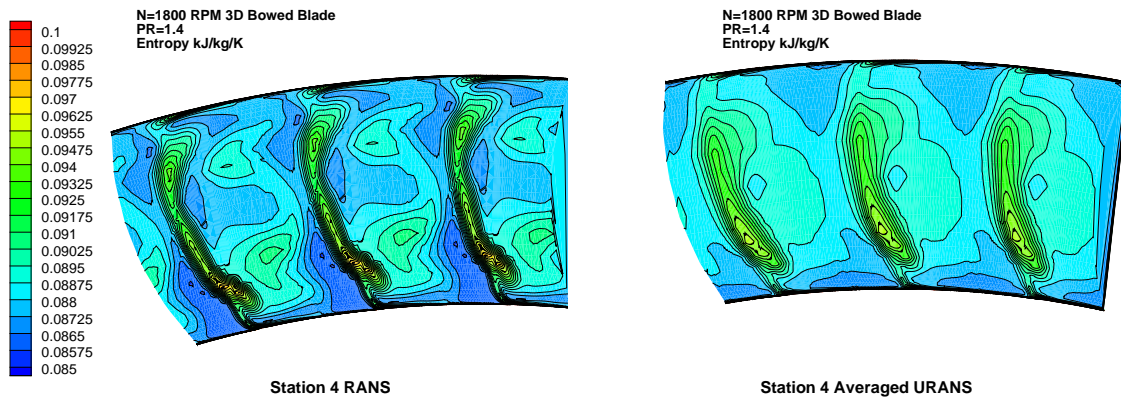 N=1800 RPM 3D Bowed Blade
PR=1.4
Entropy kJ/kg/K
N=1800 RPM 3D Bowed Blade
PR=1.4
Entropy kJ/kg/K
0.1
0.09925
0.0985
0.09775
0.097
0.09625
0.0955
0.09475
0.094
0.09325
0.0925
0.09175
0.091
0.09025
0.0895
0.08875
0.088
0.08725
0.0865
0.08575
0.085
Station 4 RANS
Station 4 Averaged URANS